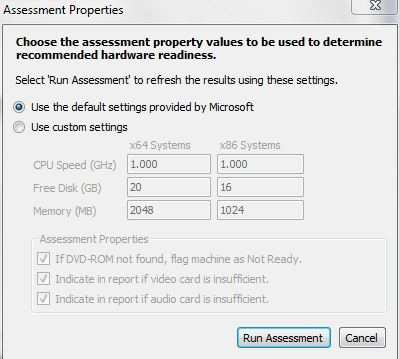 Assessment Properties
Choose the assessment property values to be used to determine
recommended hardware readiness.
Select 'Run Assessment' to refresh the results using these settings.
Use the default settings provided by Microsoft
Use custom settings
x64 Systems x86 Systems
CPU Speed (GHz) 1.000 1.000
Free Disk (GB) 20 16
Memory (MB) 2048 1024
Assessment Properties
If DVD-ROM not found, flag machine as Not Ready.
Indicate in report if video card is insufficient.
Indicate in report if audio card is insufficient.
Run Assessment Cancel